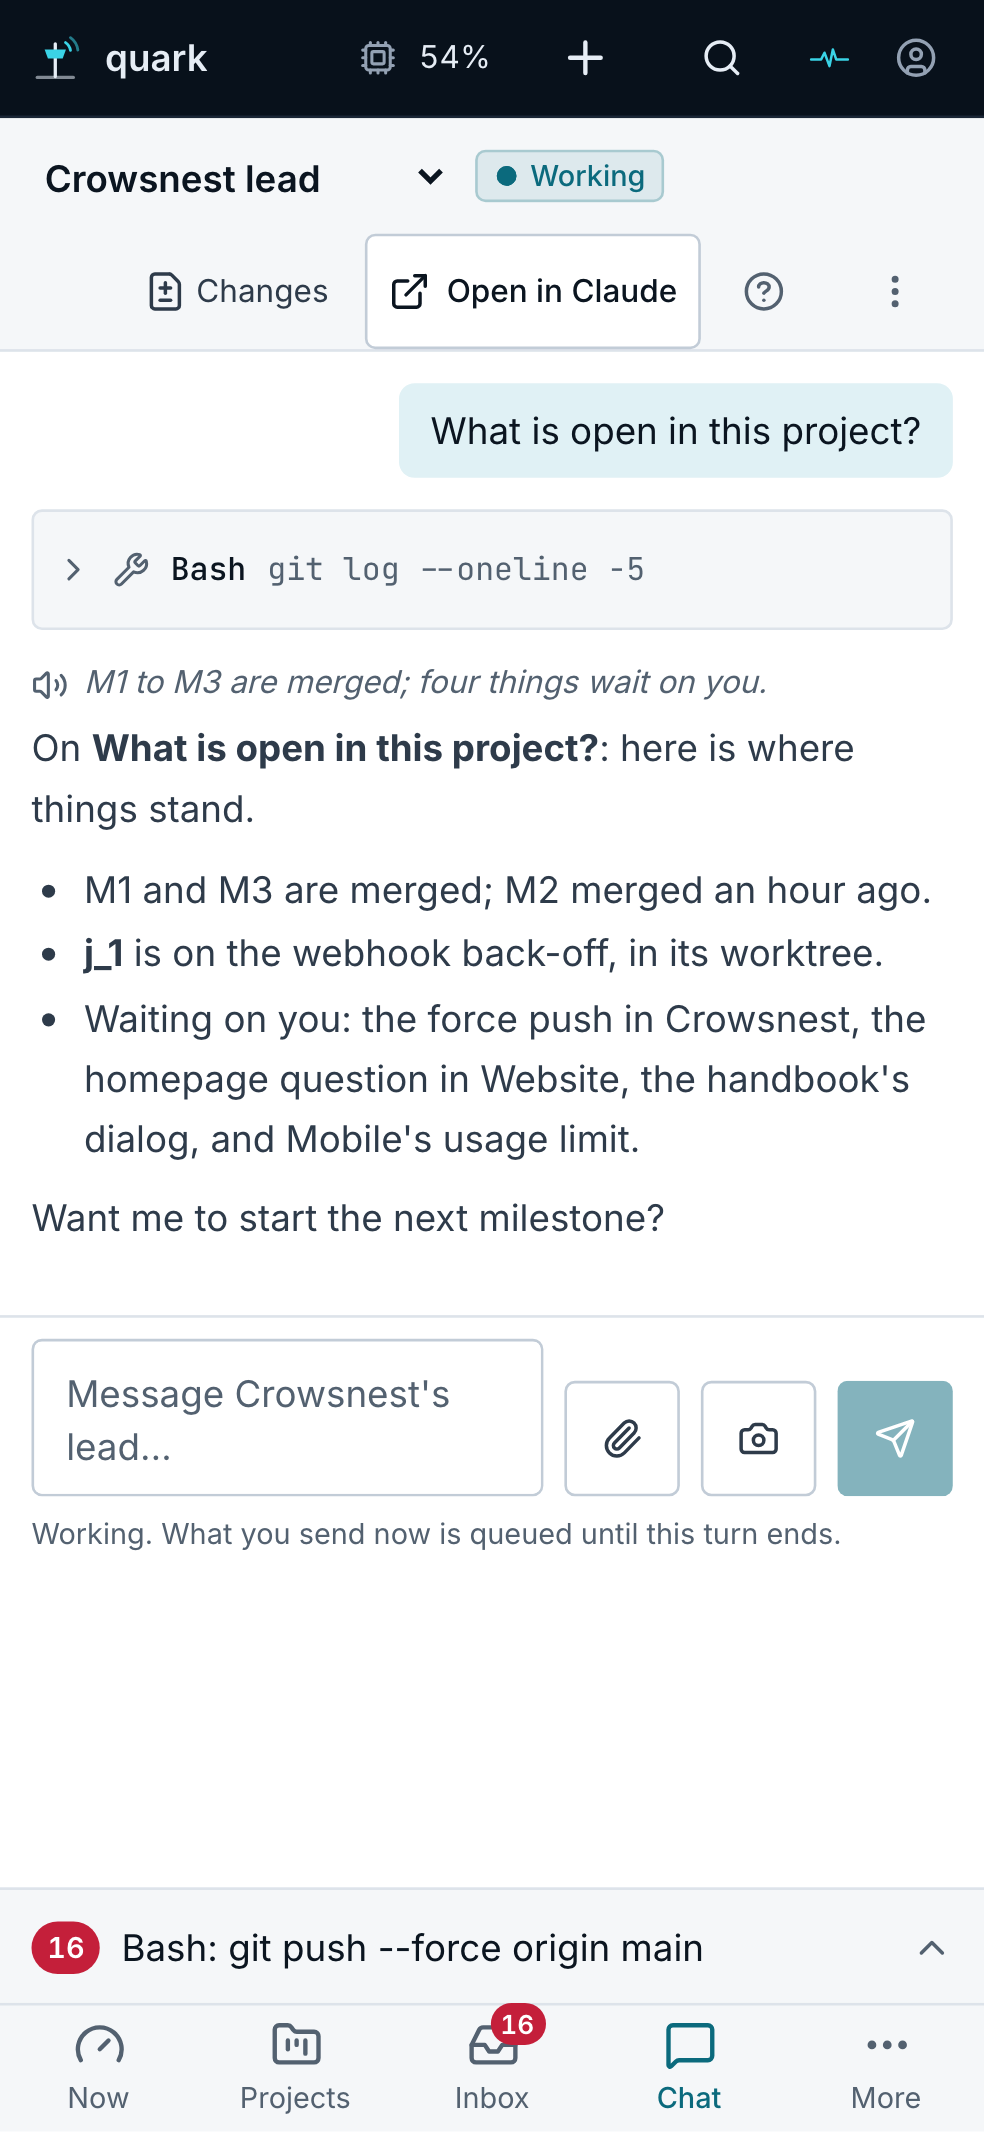 quark
54%
Crowsnest lead
Working
Changes
Open in Claude
What is open in this project?
Bash git log --oneline -5
M1 to M3 are merged; four things wait on you.
On What is open in this project?: here is where
things stand.
M1 and M3 are merged; M2 merged an hour ago.
j_1 is on the webhook back-off, in its worktree.
Waiting on you: the force push in Crowsnest, the
homepage question in Website, the handbook's
dialog, and Mobile's usage limit.
Want me to start the next milestone?
Message Crowsnest's
lead...
Working. What you send now is queued until this turn ends.
16 Bash: git push --force origin main
16
Now
Projects
Inbox
Chat
More